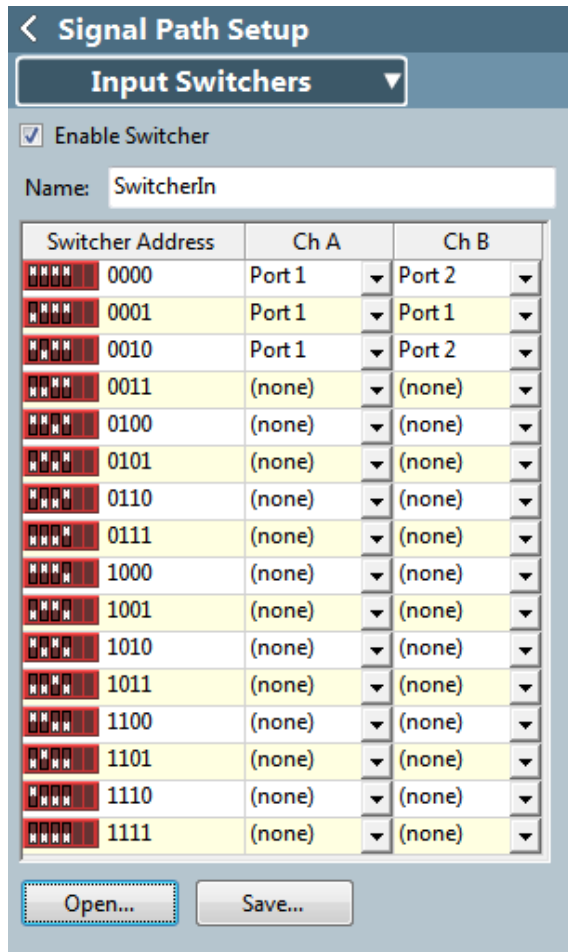 Signal Path Setup
Input Switchers
Enable Switcher
Name: SwitcherIn
Switcher Address Ch A Ch B
0000 Port 1 Port 2
0001 Port 1 Port 1
0010 Port 1 Port 2
0011 (none) (none)
0100 (none) (none)
0101 (none) (none)
0110 (none) (none)
0111 (none) (none)
1000 (none) (none)
1001 (none) (none)
1010 (none) (none)
1011 (none) (none)
1100 (none) (none)
1101 (none) (none)
1110 (none) (none)
1111 (none) (none)
Open... Save...